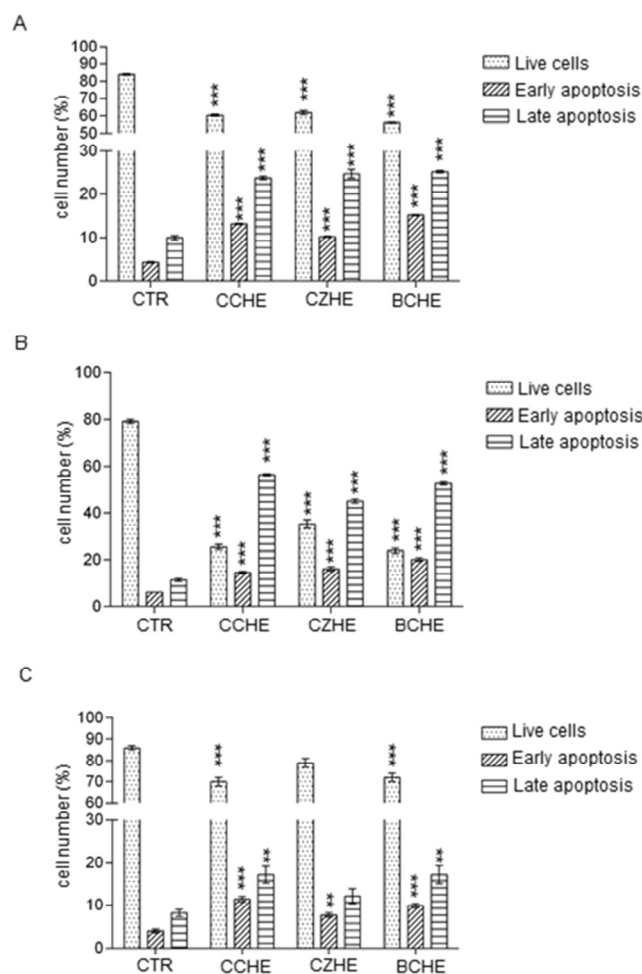 A
cell number (%)
100
90
80
70
60
50
30
20
10
0
*** *** ***
*** *** *** *** *** ***
CTR CCHE CZHE BCHE
Live cells
Early apoptosis
Late apoptosis
B
cell number (%)
100
80
60
40
20
0
*** *** *** *** *** *** *** *** ***
CTR CCHE CZHE BCHE
Live cells
Early apoptosis
Late apoptosis
C
cell number (%)
100
90
80
70
60
30
20
10
0
*** ***
*** ** ** *** **
CTR CCHE CZHE BCHE
Live cells
Early apoptosis
Late apoptosis